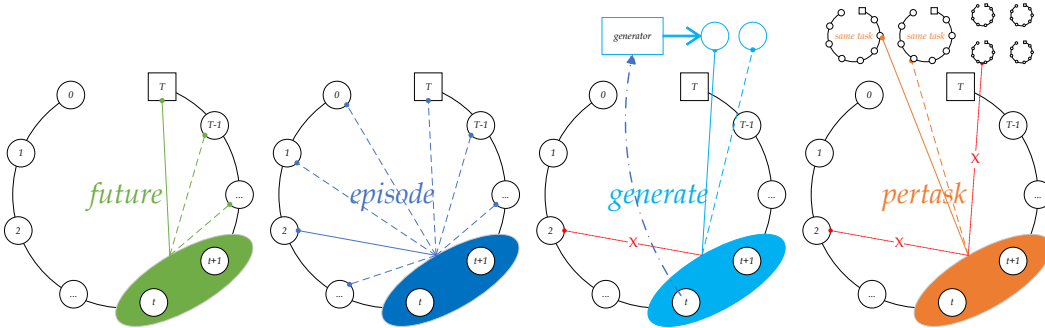 0
T
T-1
1
future
...
2
t+1
...
t
0
T
T-1
1
episode
...
2
t+1
...
t
generator
T
0
T-1
1
generate
...
2
X
t+1
...
t
same task
same task
T
0
T-1
1
X
pertask
...
2
X
t+1
...
t